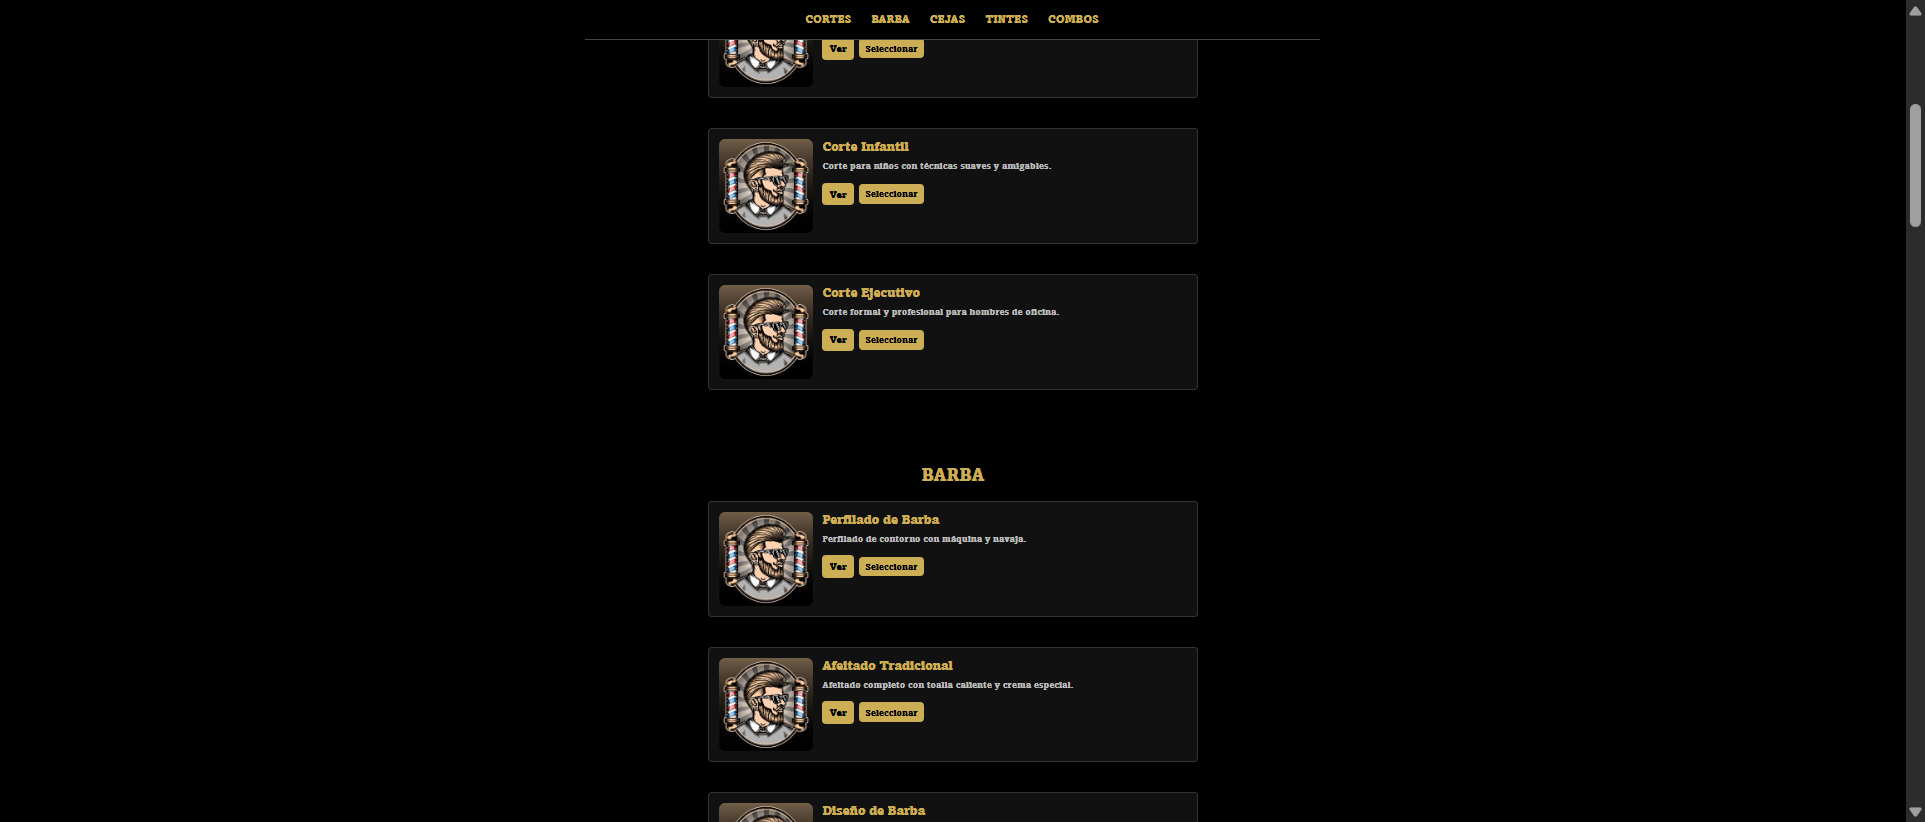 CORTES BARBA CEJAS TINTES COMBOS
Ver Seleccionar
Corte Infantil
Corte para niños con técnicas suaves y amigables.
Ver Seleccionar
Corte Ejecutivo
Corte formal y profesional para hombres de oficina.
Ver Seleccionar
BARBA
Perfilado de Barba
Perfilado de contorno con máquina y navaja.
Ver Seleccionar
Afeitado Tradicional
Afeitado completo con toalla caliente y crema especial.
Ver Seleccionar
Diseño de Barba